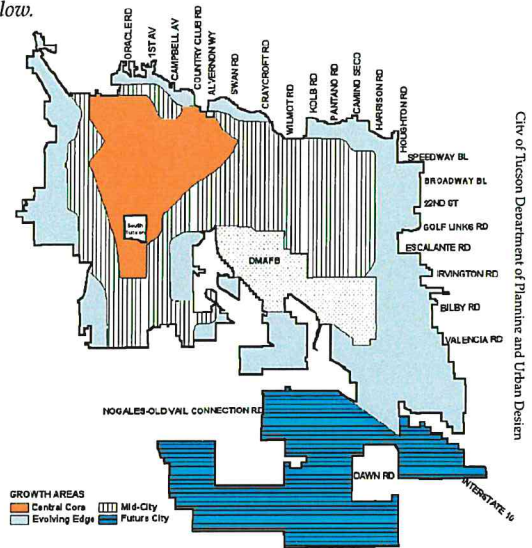 low.
ORACLE RD
1ST AV
CAMPBELL AV
COUNTRY CLUB RD
ALVERNON WY
SWAN RD
CRAYCROFT RD
WILMOT RD
KOLB RD
PANTANO RD
CAMINO SECO
HARRISON RD
HOUGHTON RD
SPEEDWAY BL
BROADWAY BL
22ND ST
GOLF LINKS RD
ESCALANTE RD
IRVINGTON RD
BILBY RD
VALENCIA RD
South
Tucson
DMAFB
NOGALES-OLD VAIL CONNECTION RD
DAWN RD
INTERSTATE 10
GROWTH AREAS
Central Core
Mid-City
Evolving Edge
Future City
City of Tucson Department of Planning and Urban Design